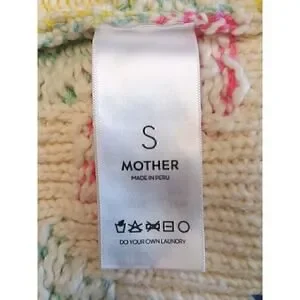 S
MOTHER
MADE IN PERU
DO YOUR OWN LAUNDRY